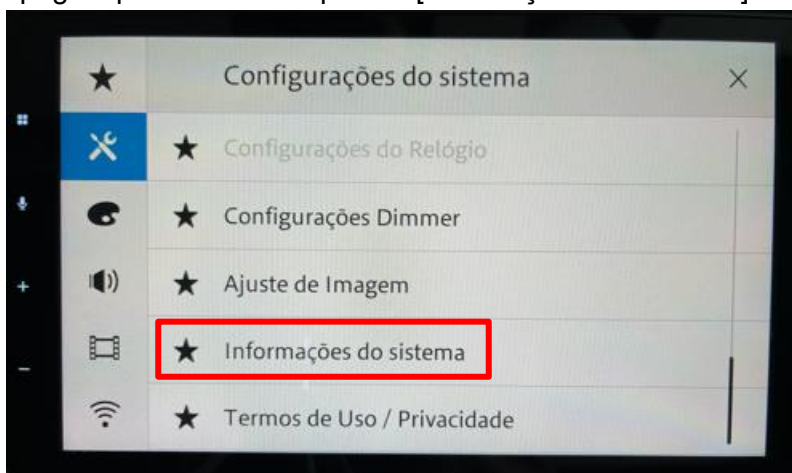 Configurações do sistema
Configurações do Relógio
Configurações Dimmer
Ajuste de Imagem
Informações do sistema
Termos de Uso / Privacidade